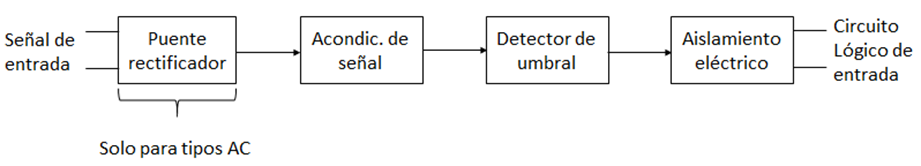 Señal de
entrada
Puente
rectificador
Acondic. de
señal
Detector de
umbral
Aislamiento
eléctrico
Circuito
Lógico de
entrada
Solo para tipos AC